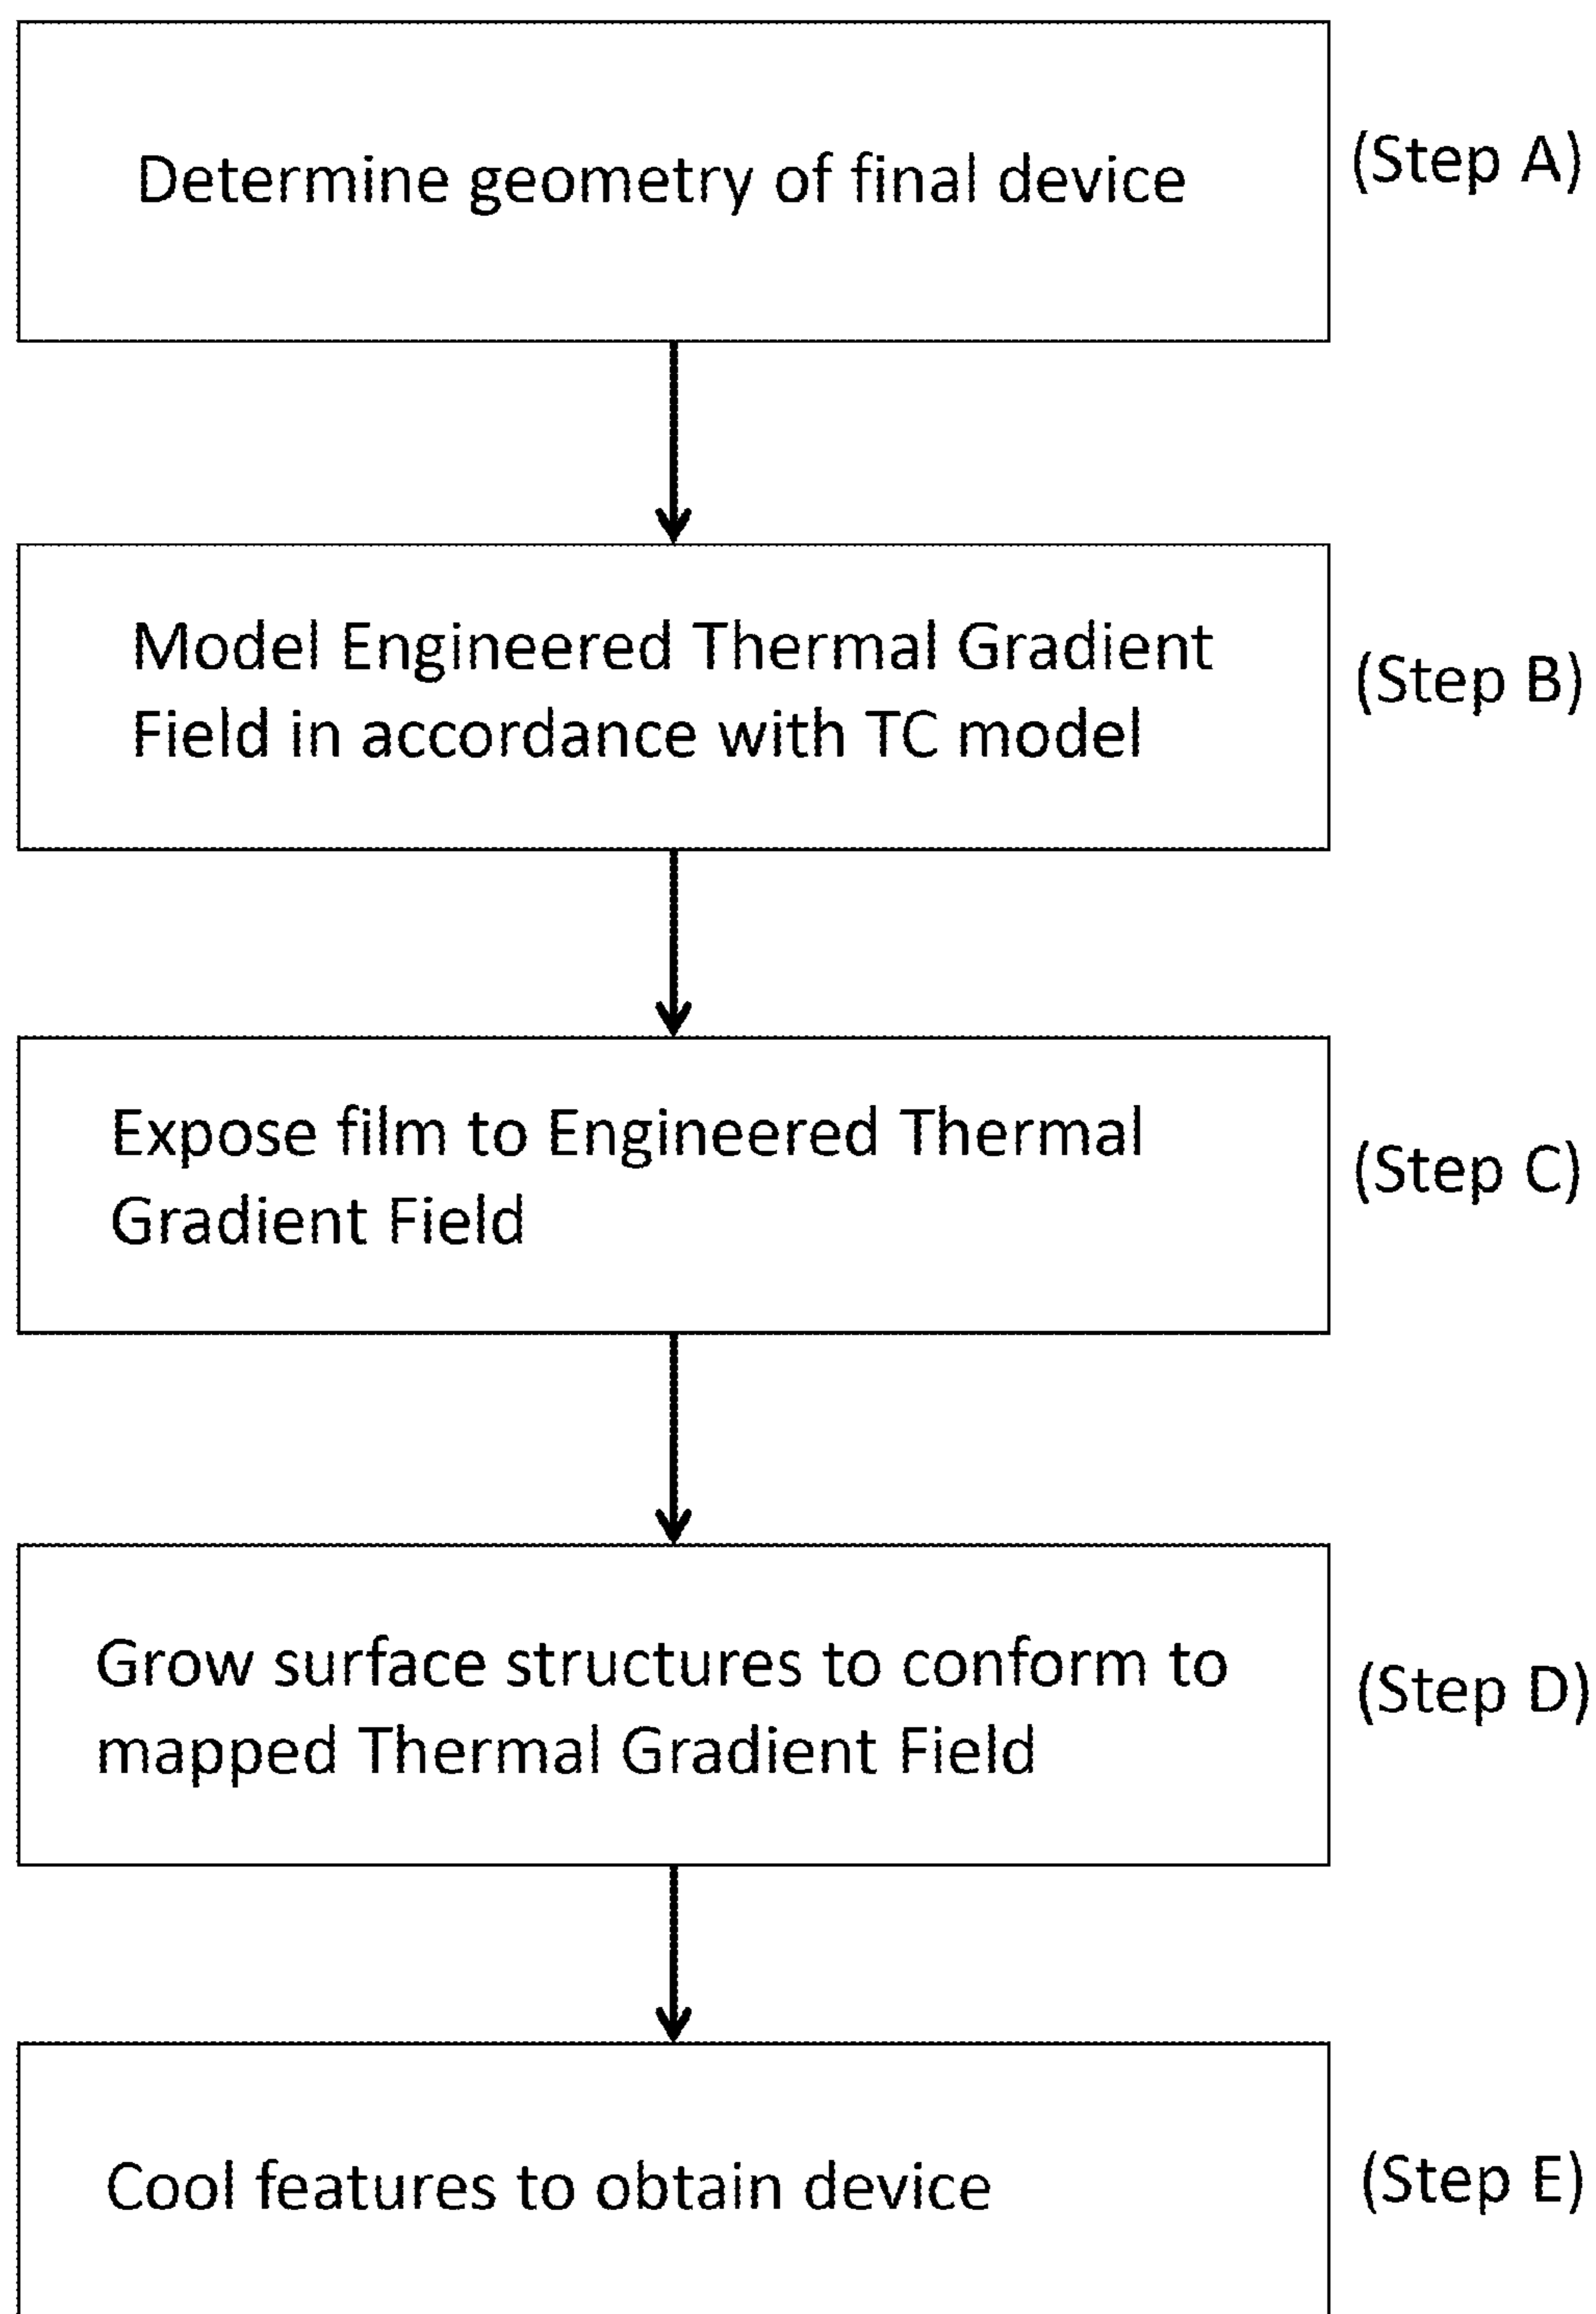 Determine geometry of final device
(Step A)
Model Engineered Thermal Gradient
Field in accordance with TC model
(Step B)
Expose film to Engineered Thermal
Gradient Field
(Step C)
Grow surface structures to conform to
mapped Thermal Gradient Field
(Step D)
Cool features to obtain device
(Step E)